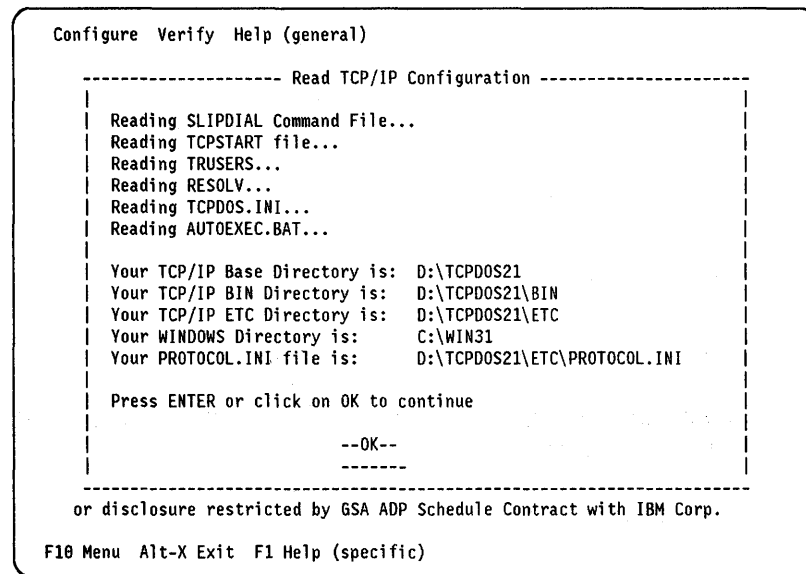 Configure Verify Help (general)
Read TCP/IP Configuration
Reading SLIPDIAL Command File...
Reading TCPSTART file...
Reading TRUSERS...
Reading RESOLV...
Reading TCPDOS.INI...
Reading AUTOEXEC.BAT...
Your TCP/IP Base Directory is: D:\TCPDOS21
Your TCP/IP BIN Directory is: D:\TCPDOS21\BIN
Your TCP/IP ETC Directory is: D:\TCPDOS21\ETC
Your WINDOWS Directory is: C:\WIN31
Your PROTOCOL.INI file is: D:\TCPDOS21\ETC\PROTOCOL.INI
Press ENTER or click on OK to continue
--OK--
or disclosure restricted by GSA ADP Schedule Contract with IBM Corp.
F10 Menu Alt-X Exit F1 Help (specific)